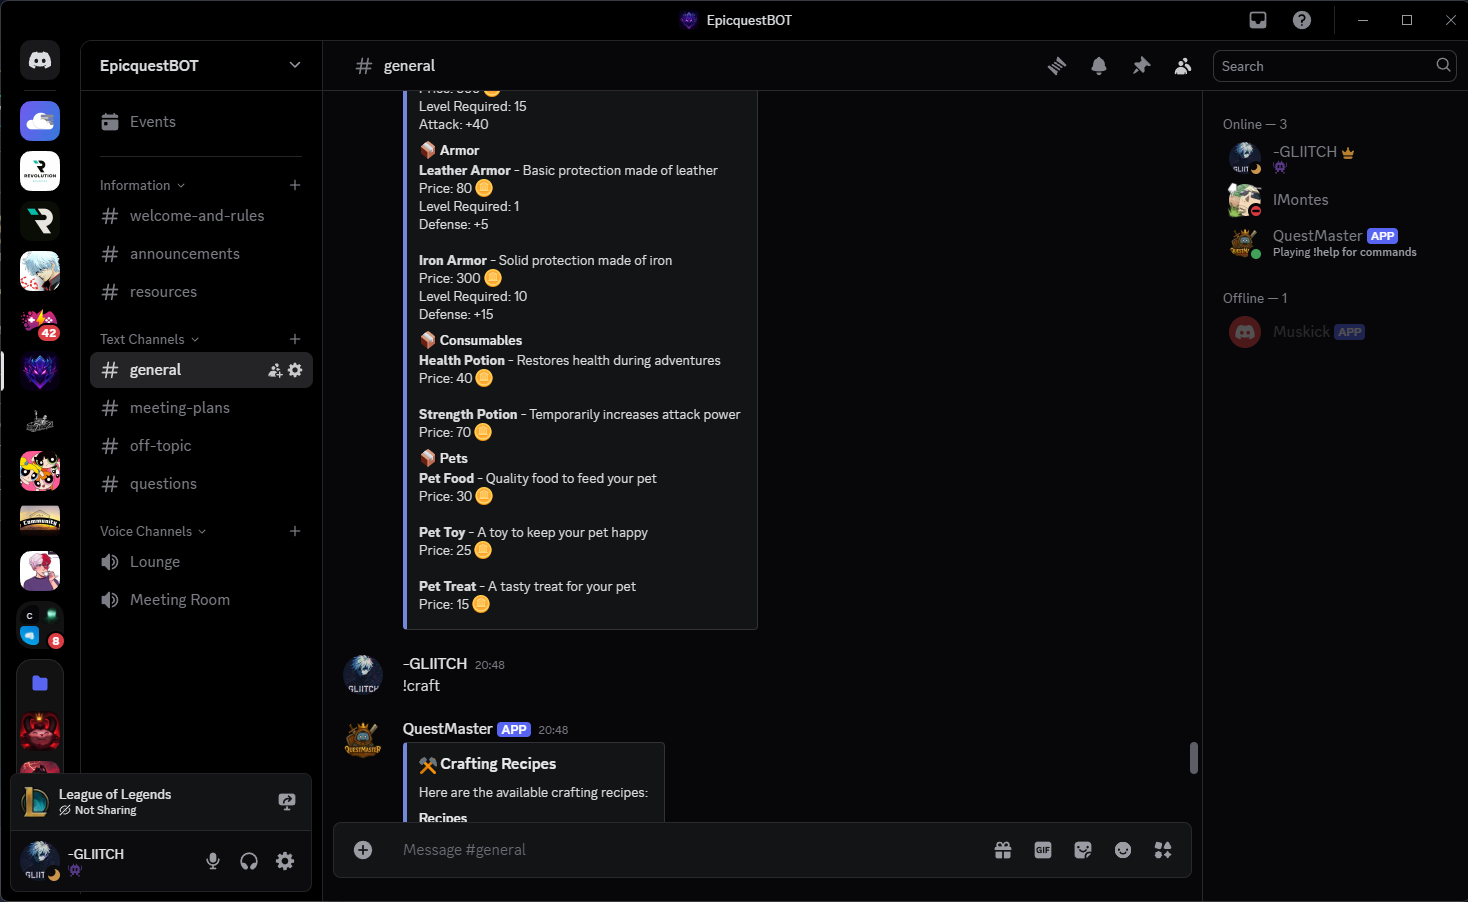 EpicquestBOT
EpicquestBOT
general
Search
Events
Information
welcome-and-rules
announcements
resources
Text Channels
general
meeting-plans
off-topic
questions
Voice Channels
Lounge
Meeting Room
REVOLUTION
42
Community
C
8
League of Legends
Not Sharing
-GLIITCH
GLIIT
Level Required: 15
Attack: +40
Armor
Leather Armor - Basic protection made of leather
Price: 80
Level Required: 1
Defense: +5
Iron Armor - Solid protection made of iron
Price: 300
Level Required: 10
Defense: +15
Consumables
Health Potion - Restores health during adventures
Price: 40
Strength Potion - Temporarily increases attack power
Price: 70
Pets
Pet Food - Quality food to feed your pet
Price: 30
Pet Toy - A toy to keep your pet happy
Price: 25
Pet Treat - A tasty treat for your pet
Price: 15
-GLIITCH 20:48
GLIITCH
!craft
QuestMaster APP 20:48
QUESTMASTER
Crafting Recipes
Here are the available crafting recipes:
Recipes
Message #general
GIF
Online — 3
-GLIITCH
GLIIT
IMontes
QuestMaster APP
Playing !help for commands
Offline — 1
Muskick APP